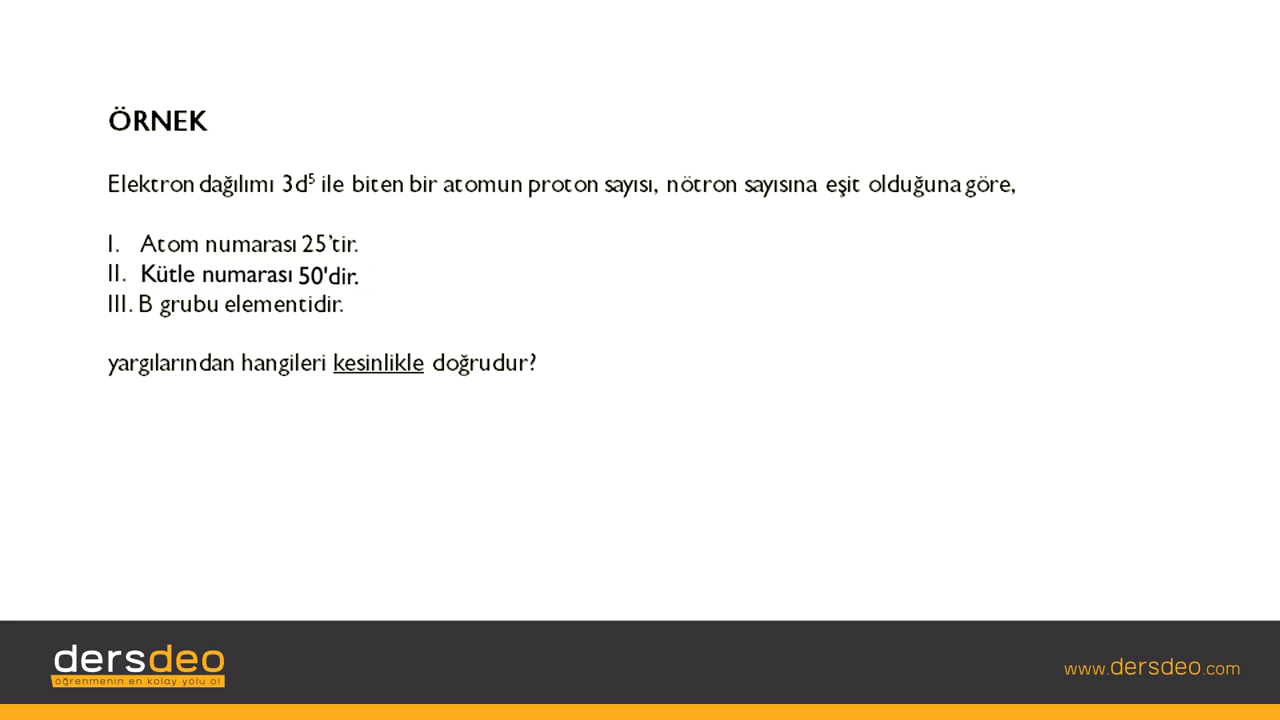 ÖRNEK
Elektron dağılımı 3d⁵ ile biten bir atomun proton sayısı, nötron sayısına eşit olduğuna göre,
I. Atom numarası 25'tir.
II. Kütle numarası 50'dir.
III. B grubu elementidir.
yargılarından hangileri kesinlikle doğrudur?
dersdeo
öğrenmenin en kolay yolu o!
www.dersdeo.com